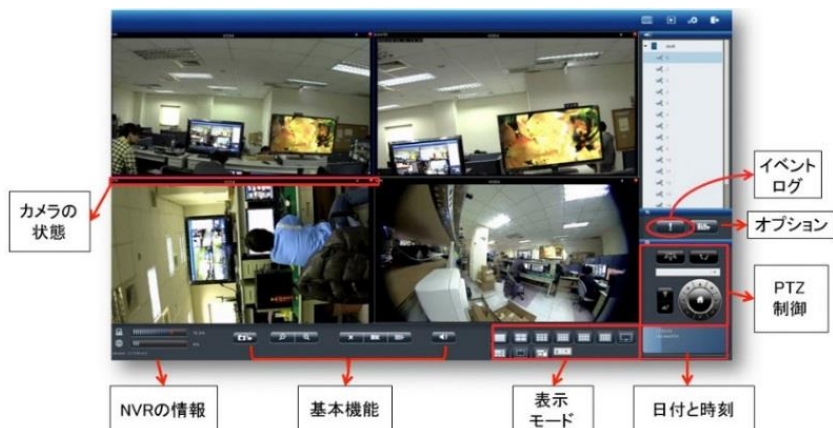 イベント
ログ
カメラの
状態
オプション
PTZ
制御
NVRの情報
基本機能
表示
モード
日付と時刻